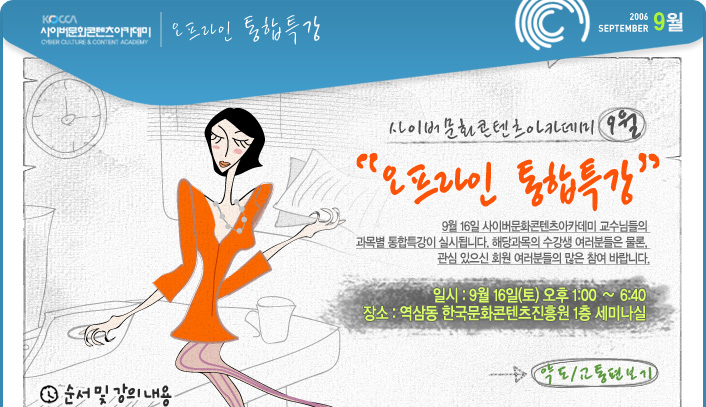 KOCCA
사이버문화콘텐츠아카데미
CYBER CULTURE & CONTENT ACADEMY
오프라인 통합특강
2006
SEPTEMBER 9월
사이버문화콘텐츠아카데미 9월
“오프라인 통합특강”
9월 16일 사이버문화콘텐츠아카데미 교수님들의
과목별 통합특강이 실시됩니다. 해당과목의 수강생 여러분들은 물론,
관심 있으신 회원 여러분들의 많은 참여 바랍니다.
일시 : 9월 16일(토) 오후 1:00 ~ 6:40
장소 : 역삼동 한국문화콘텐츠진흥원 1층 세미나실
약도/교통편보기
순서 및 강의 내용